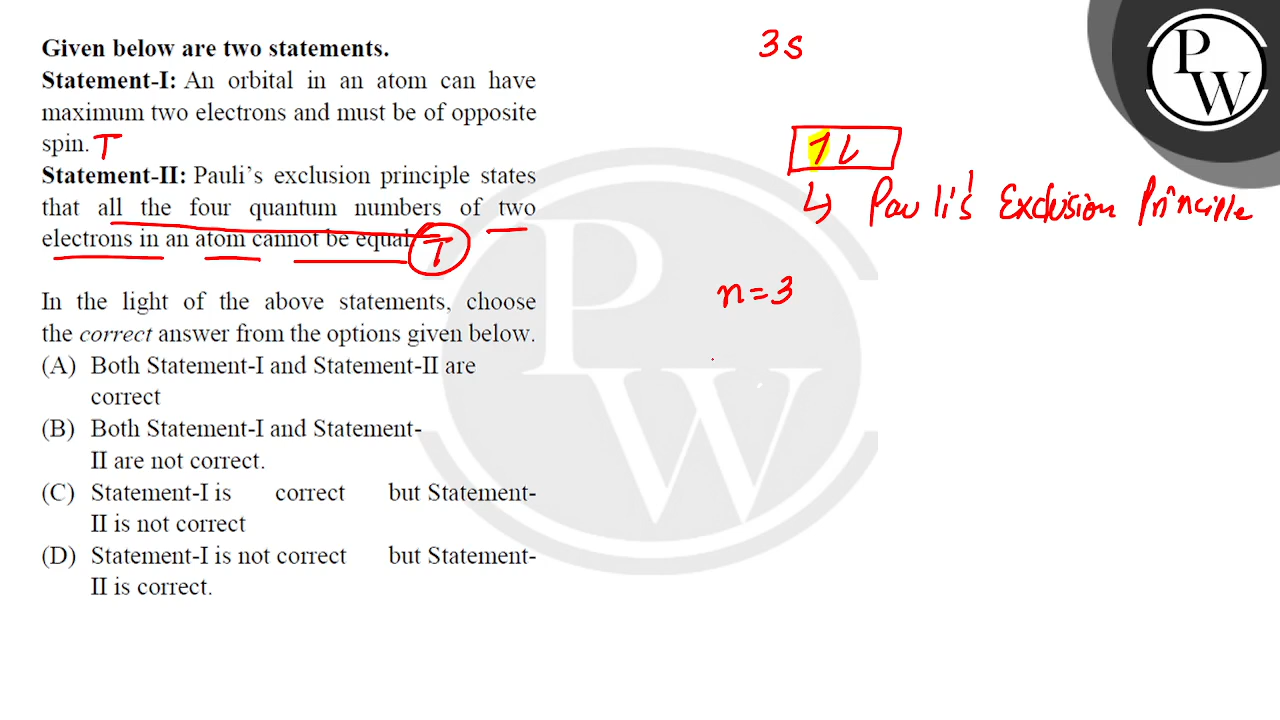 Given below are two statements.
Statement-I: An orbital in an atom can have
maximum two electrons and must be of opposite
spin. T
Statement-II: Pauli's exclusion principle states
that all the four quantum numbers of two
electrons in an atom cannot be equal. T
In the light of the above statements, choose
the correct answer from the options given below.
(A) Both Statement-I and Statement-II are
correct
(B) Both Statement-I and Statement-
II are not correct.
(C) Statement-I is correct but Statement-
II is not correct
(D) Statement-I is not correct but Statement-
II is correct.
3s
1 L
↳ Pauli's Exclusion Principle
n=3
P
W
P
W